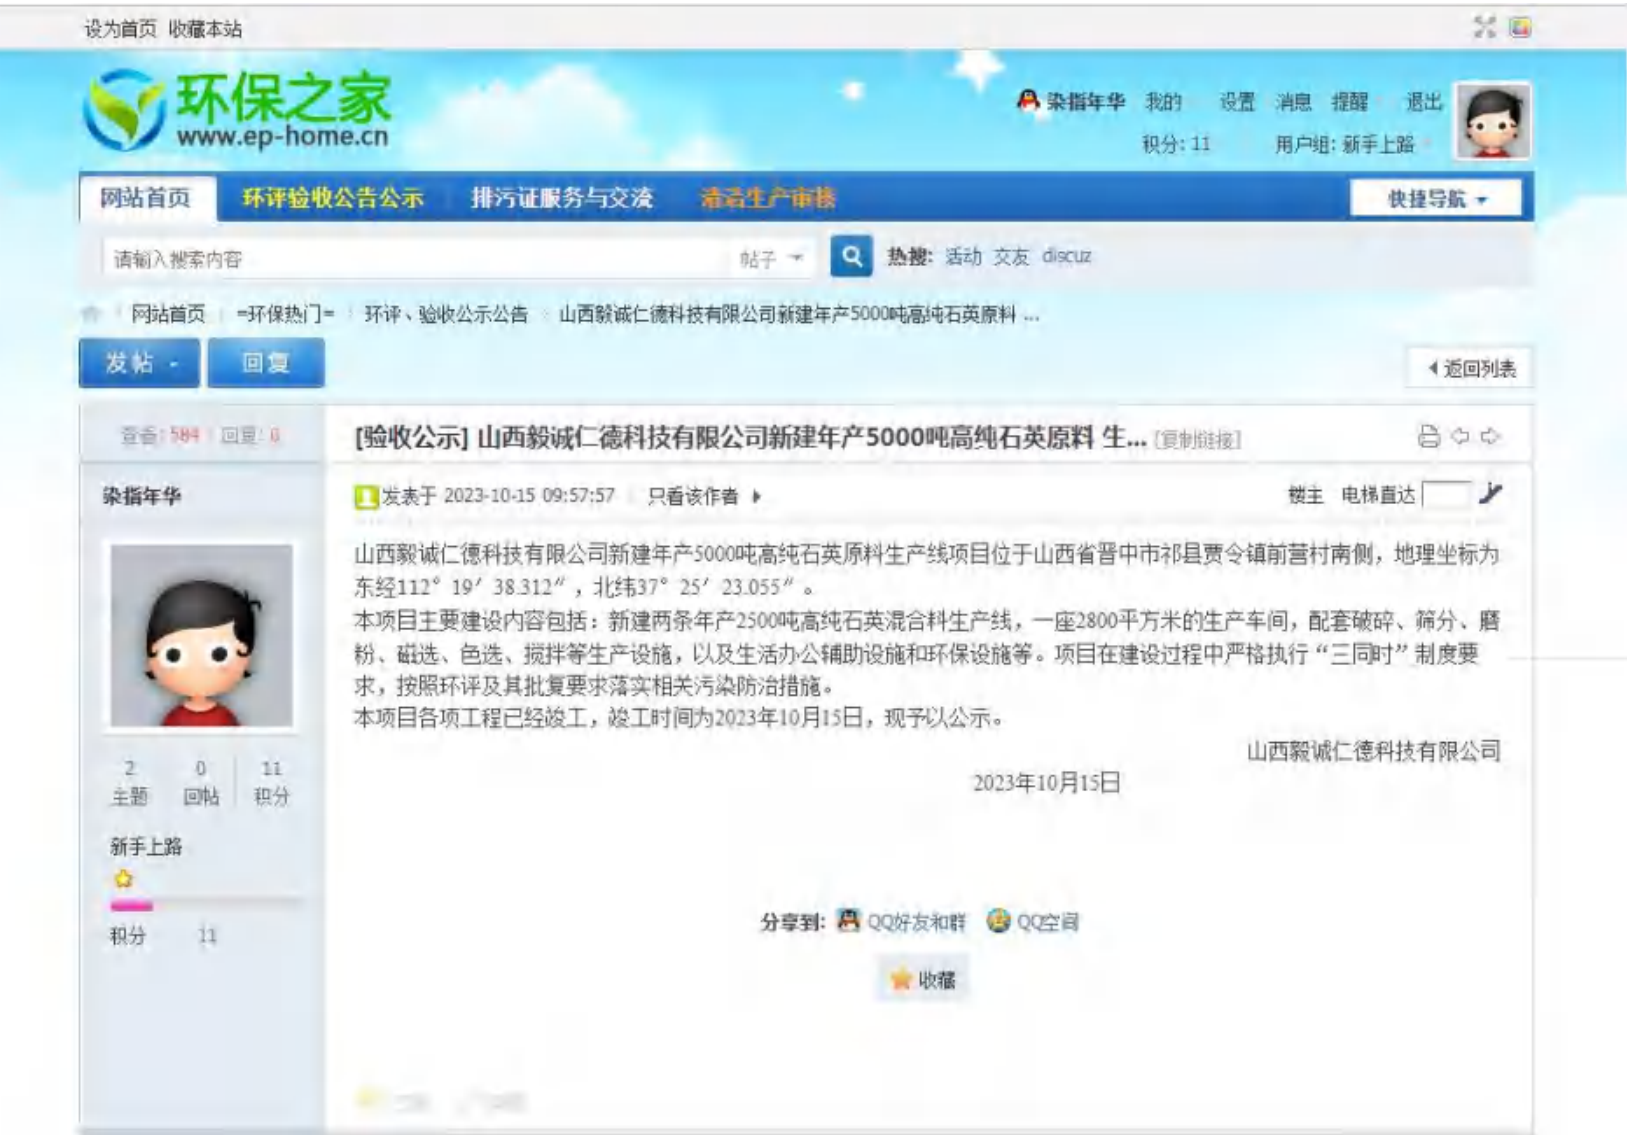 设为首页 收藏本站
环保之家
www.ep-home.cn
染指年华 我的 设置 消息 提醒 退出
积分: 11 用户组: 新手上路
网站首页 环评验收公告公示 排污证服务与交流 清洁生产审核 快捷导航
请输入搜索内容 帖子 热搜: 活动 交友 discuz
网站首页 =环保热门= 环评、验收公示公告 山西毅诚仁德科技有限公司新建年产5000吨高纯石英原料 ...
发帖 回复 返回列表
查看: 584 回复: 0 [验收公示] 山西毅诚仁德科技有限公司新建年产5000吨高纯石英原料 生... [复制链接]
染指年华 发表于 2023-10-15 09:57:57 只看该作者 楼主 电梯直达
山西毅诚仁德科技有限公司新建年产5000吨高纯石英原料生产线项目位于山西省晋中市祁县贾令镇前营村南侧，地理坐标为
东经112° 19′ 38.312″，北纬37° 25′ 23.055″。
本项目主要建设内容包括：新建两条年产2500吨高纯石英混合料生产线，一座2800平方米的生产车间，配套破碎、筛分、磨
粉、磁选、色选、搅拌等生产设施，以及生活办公辅助设施和环保设施等。项目在建设过程中严格执行“三同时”制度要
求，按照环评及其批复要求落实相关污染防治措施。
本项目各项工程已经竣工，竣工时间为2023年10月15日，现予以公示。
山西毅诚仁德科技有限公司
2023年10月15日
2 0 11
主题 回帖 积分
新手上路
积分 11
分享到: QQ好友和群 QQ空间
收藏